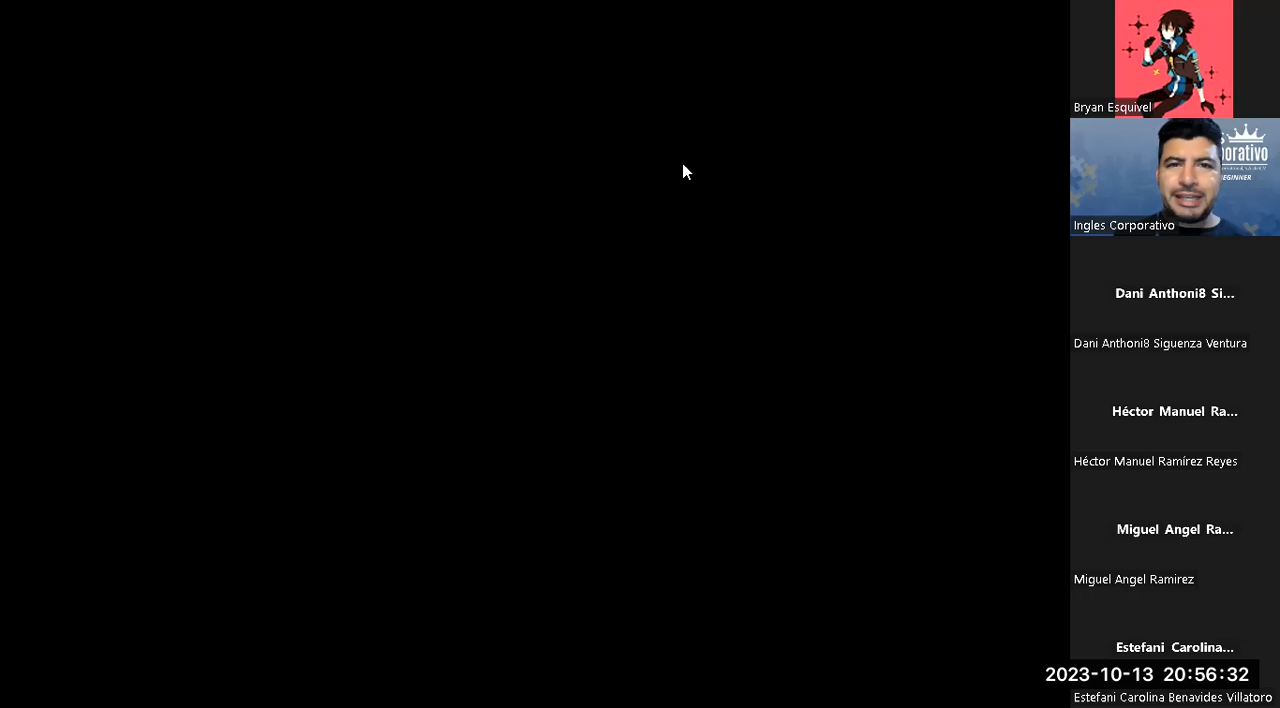 Bryan Esquivel
orativo
BEGINNER
Ingles Corporativo
Dani Anthoni8 Si...
Dani Anthoni8 Siguenza Ventura
Héctor Manuel Ra...
Héctor Manuel Ramírez Reyes
Miguel Angel Ra...
Miguel Angel Ramirez
Estefani Carolina...
2023-10-13 20:56:32
Estefani Carolina Benavides Villatoro